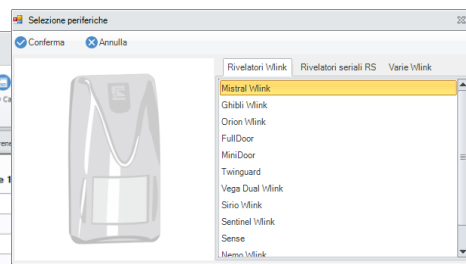 Selezione periferiche
Conferma Annulla
Rivelatori Wlink Rivelatori seriali RS Varie Wlink
Mistral Wlink
Ghibli Wlink
Orion Wlink
FullDoor
MiniDoor
Twinguard
Vega Dual Wlink
Sirio Wlink
Sentinel Wlink
Sense
Nemo Wlink